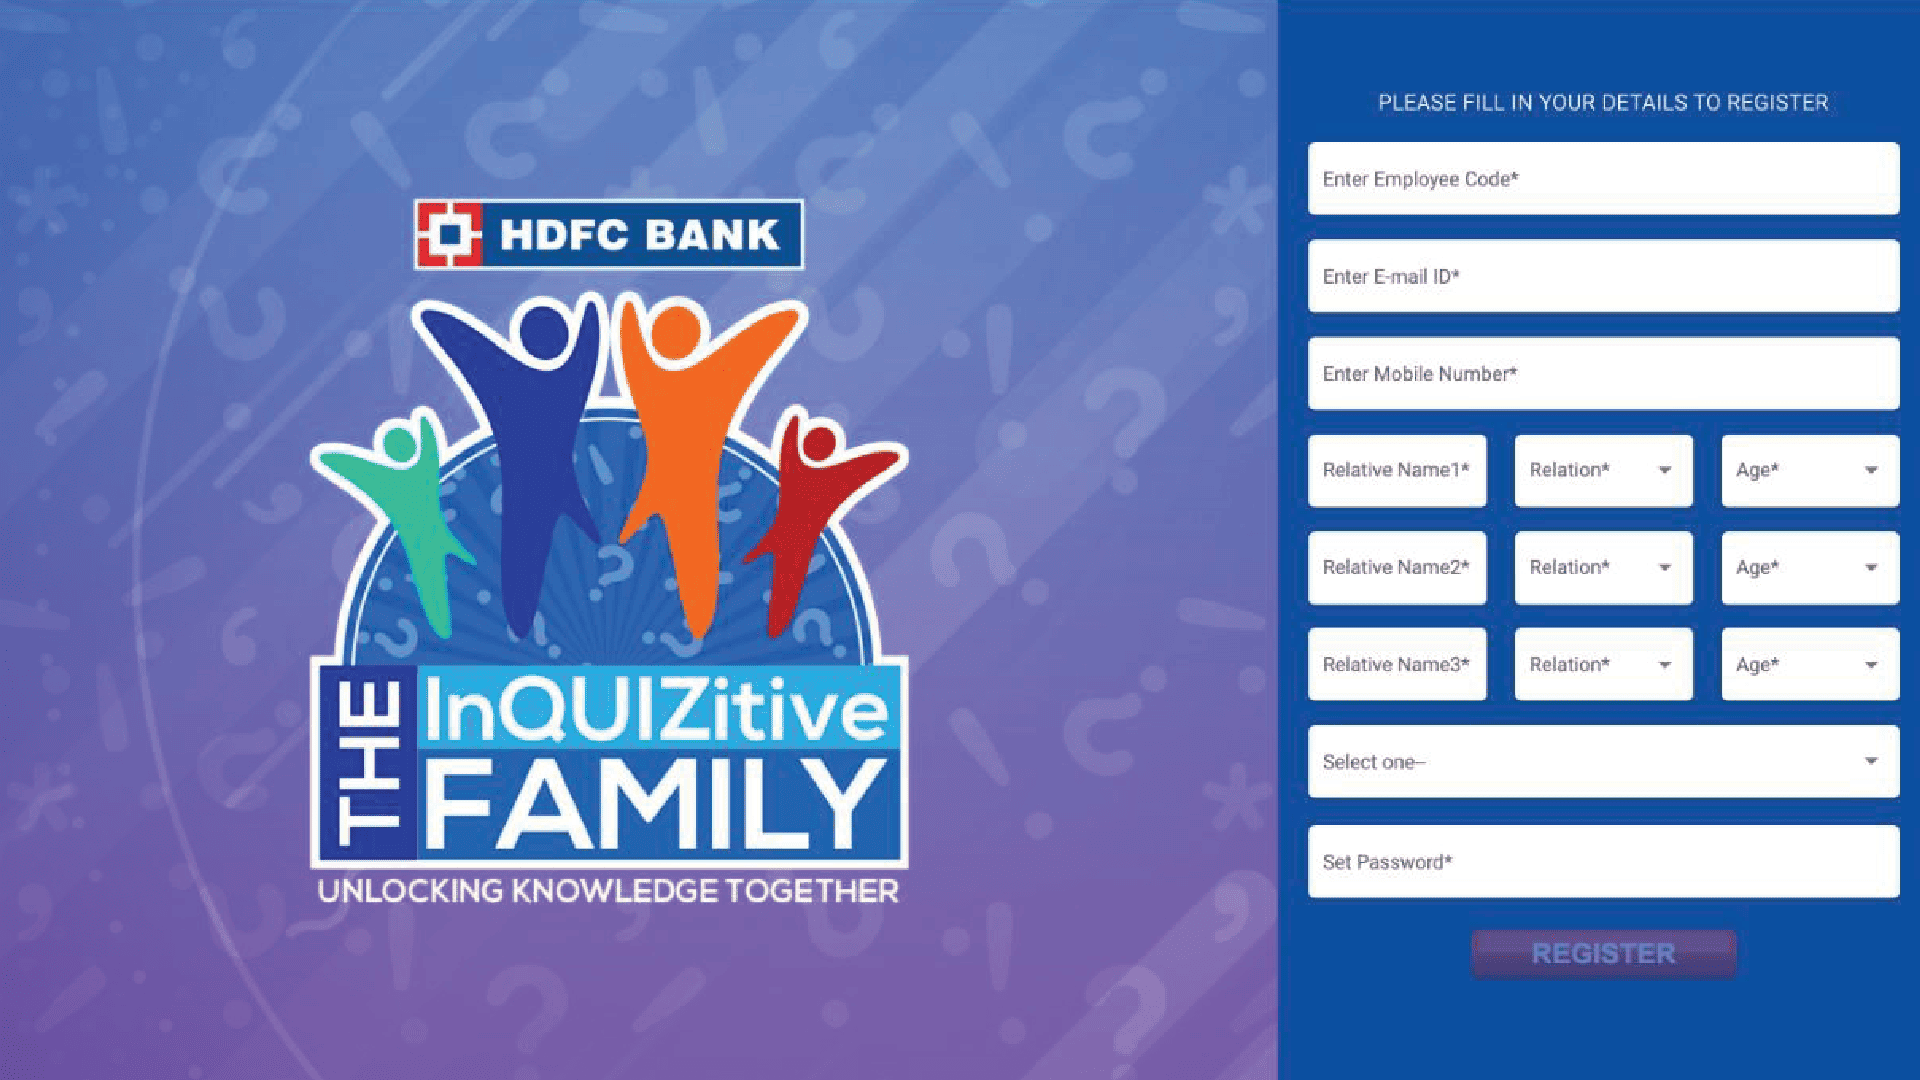 HDFC BANK
THE
InQUIZitive
FAMILY
UNLOCKING KNOWLEDGE TOGETHER
PLEASE FILL IN YOUR DETAILS TO REGISTER
Enter Employee Code*
Enter E-mail ID*
Enter Mobile Number*
Relative Name1* Relation* Age*
Relative Name2* Relation* Age*
Relative Name3* Relation* Age*
Select one--
Set Password*
REGISTER